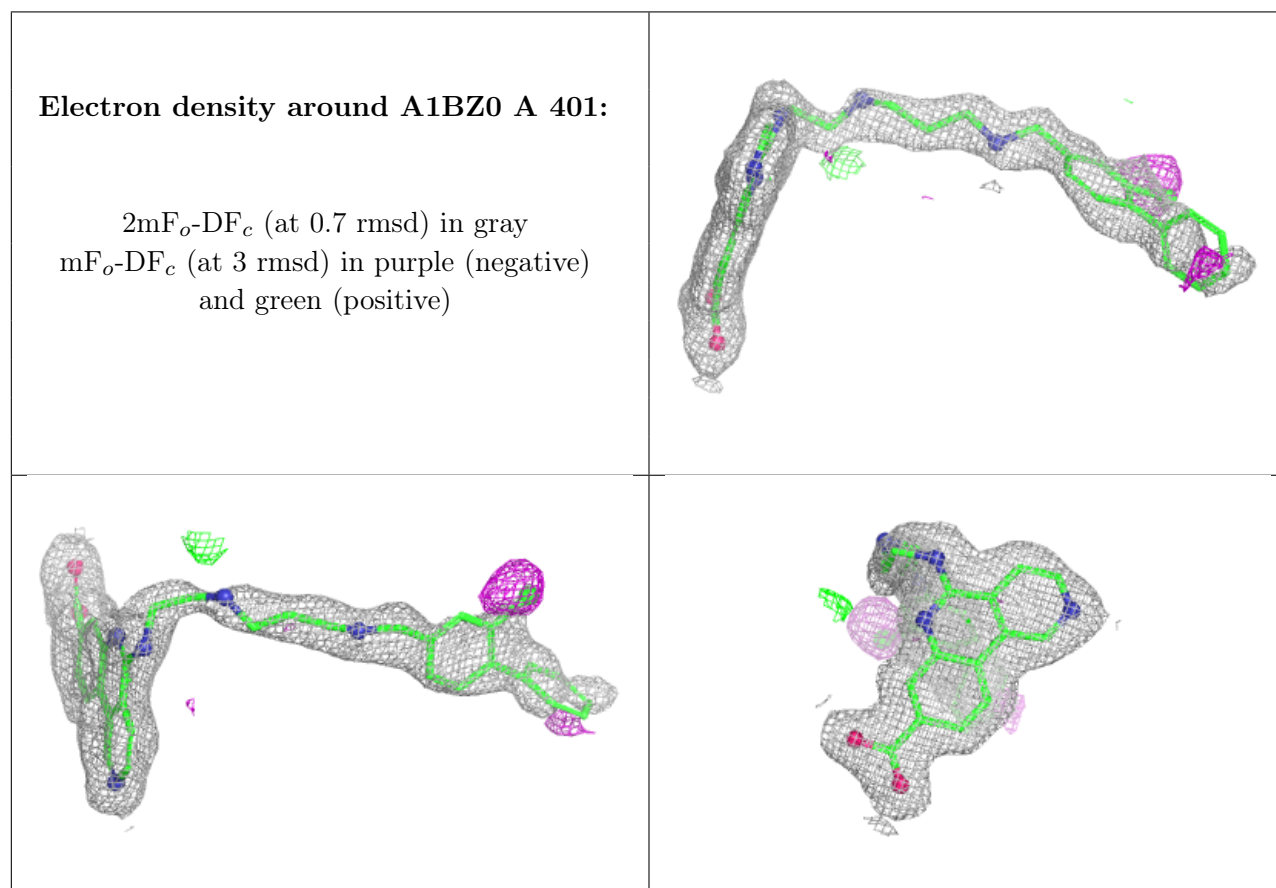 Electron density around A1BZ0 A 401:
2mFo-DFc (at 0.7 rmsd) in gray
mFo-DFc (at 3 rmsd) in purple (negative)
and green (positive)